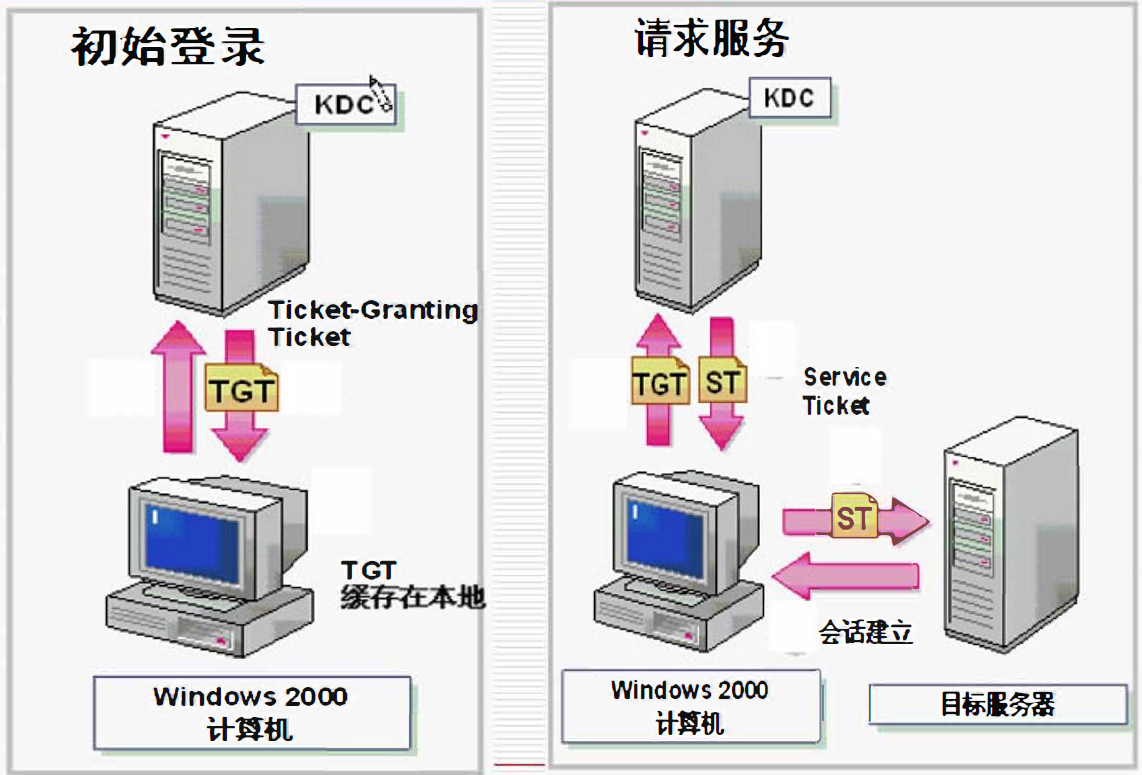 初始登录
KDC
Ticket-Granting
Ticket
TGT
TGT
缓存在本地
Windows 2000
计算机
请求服务
KDC
TGT
ST
Service
Ticket
ST
会话建立
Windows 2000
计算机
目标服务器